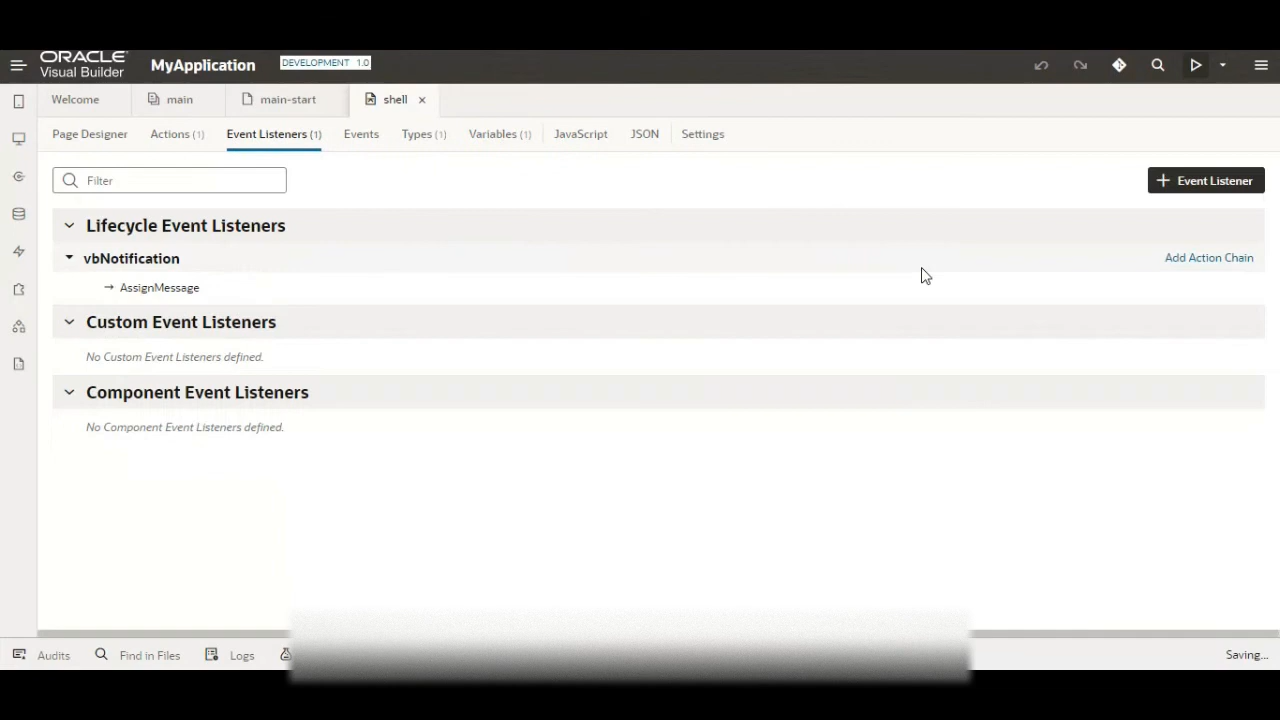 ORACLE
Visual Builder
MyApplication
DEVELOPMENT 1.0
Welcome
main
main-start
shell
Page Designer
Actions (1)
Event Listeners (1)
Events
Types (1)
Variables (1)
JavaScript
JSON
Settings
Filter
Event Listener
Lifecycle Event Listeners
vbNotification
Add Action Chain
AssignMessage
Custom Event Listeners
No Custom Event Listeners defined.
Component Event Listeners
No Component Event Listeners defined.
Audits
Find in Files
Logs
Saving...